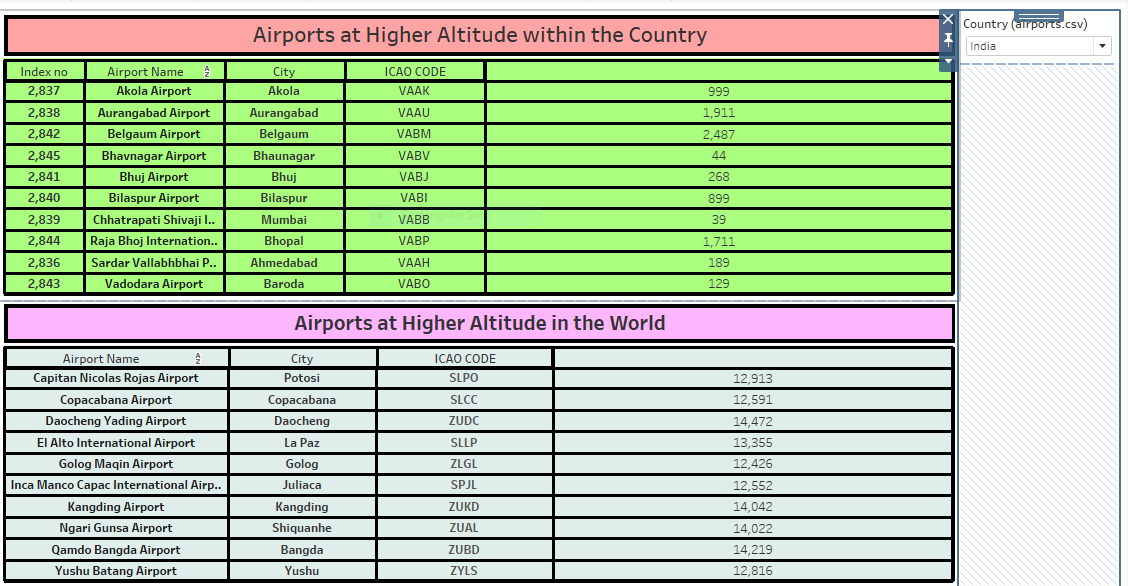 Airports at Higher Altitude within the Country
Country (airports.csv)
India
Index no Airport Name City ICAO CODE
2,837 Akola Airport Akola VAAK 999
2,838 Aurangabad Airport Aurangabad VAAU 1,911
2,842 Belgaum Airport Belgaum VABM 2,487
2,845 Bhavnagar Airport Bhaunagar VABV 44
2,841 Bhuj Airport Bhuj VABJ 268
2,840 Bilaspur Airport Bilaspur VABI 899
2,839 Chhatrapati Shivaji I.. Mumbai VABB 39
2,844 Raja Bhoj Internation.. Bhopal VABP 1,711
2,836 Sardar Vallabhbhai P.. Ahmedabad VAAH 189
2,843 Vadodara Airport Baroda VABO 129
Airports at Higher Altitude in the World
Airport Name City ICAO CODE
Capitan Nicolas Rojas Airport Potosi SLPO 12,913
Copacabana Airport Copacabana SLCC 12,591
Daocheng Yading Airport Daocheng ZUDC 14,472
El Alto International Airport La Paz SLLP 13,355
Golog Maqin Airport Golog ZLGL 12,426
Inca Manco Capac International Airp.. Juliaca SPJL 12,552
Kangding Airport Kangding ZUKD 14,042
Ngari Gunsa Airport Shiquanhe ZUAL 14,022
Qamdo Bangda Airport Bangda ZUBD 14,219
Yushu Batang Airport Yushu ZYLS 12,816